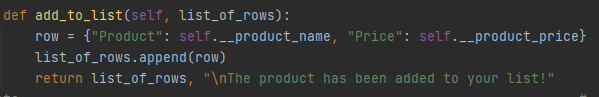 def add_to_list(self, list_of_rows):
    row = {"Product": self.__product_name, "Price": self.__product_price}
    list_of_rows.append(row)
    return list_of_rows, "\nThe product has been added to your list!"